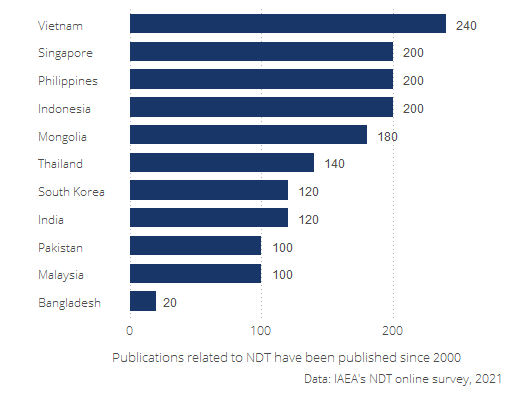 Vietnam 240
Singapore 200
Philippines 200
Indonesia 200
Mongolia 180
Thailand 140
South Korea 120
India 120
Pakistan 100
Malaysia 100
Bangladesh 20
0 100 200
Publications related to NDT have been published since 2000
Data: IAEA's NDT online survey, 2021